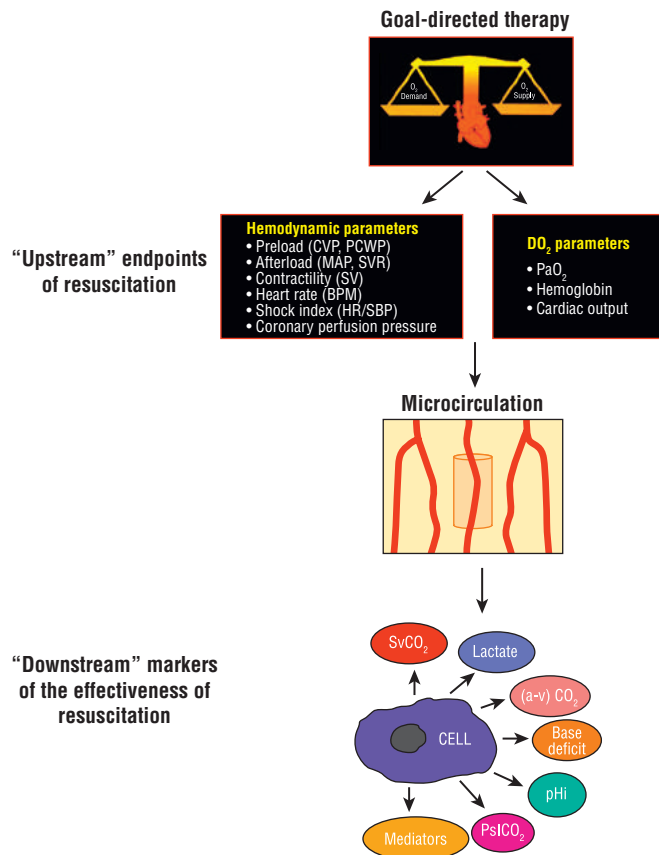 Goal-directed therapy
O₂
Demand
O₂
Supply
"Upstream" endpoints
of resuscitation
Hemodynamic parameters
• Preload (CVP, PCWP)
• Afterload (MAP, SVR)
• Contractility (SV)
• Heart rate (BPM)
• Shock index (HR/SBP)
• Coronary perfusion pressure
DO₂ parameters
• PaO₂
• Hemoglobin
• Cardiac output
Microcirculation
"Downstream" markers
of the effectiveness of
resuscitation
SvCO₂
Lactate
(a-v) CO₂
Base
deficit
pHi
PslCO₂
Mediators
CELL